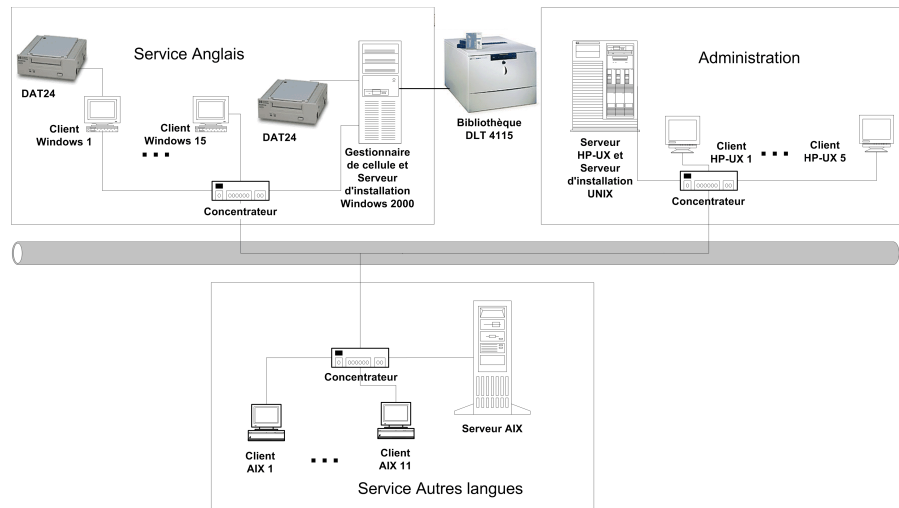 Service Anglais
DAT24
Client
Windows 1
Client
Windows 15
DAT24
Gestionnaire
de cellule et
Serveur
d'installation
Windows 2000
Concentrateur
Bibliothèque
DLT 4115
Administration
Serveur
HP-UX et
Serveur
d'installation
UNIX
Client
HP-UX 1
Client
HP-UX 5
Concentrateur
Concentrateur
Serveur AIX
Client
AIX 1
Client
AIX 11
Service Autres langues